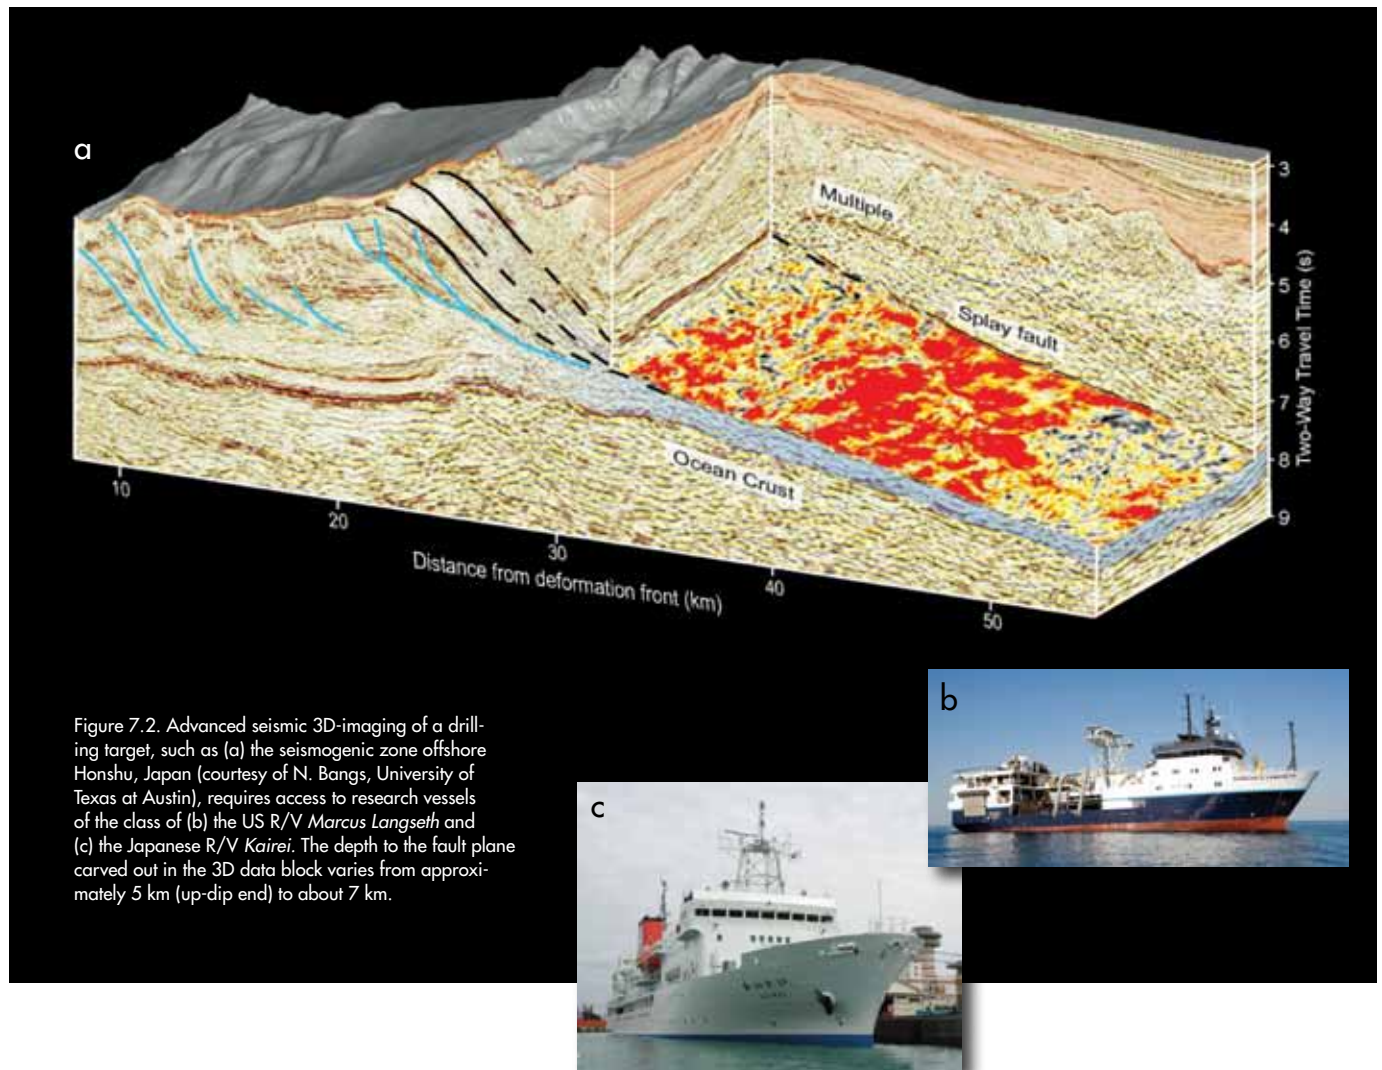 a
Multiple
Splay fault
Ocean Crust
3
4
5
6
7
8
9
Two-Way Travel Time (s)
10
20
30
40
50
Distance from deformation front (km)
b
c
Figure 7.2. Advanced seismic 3D-imaging of a drill-
ing target, such as (a) the seismogenic zone offshore
Honshu, Japan (courtesy of N. Bangs, University of
Texas at Austin), requires access to research vessels
of the class of (b) the US R/V Marcus Langseth and
(c) the Japanese R/V Kairei. The depth to the fault plane
carved out in the 3D data block varies from approxi-
mately 5 km (up-dip end) to about 7 km.